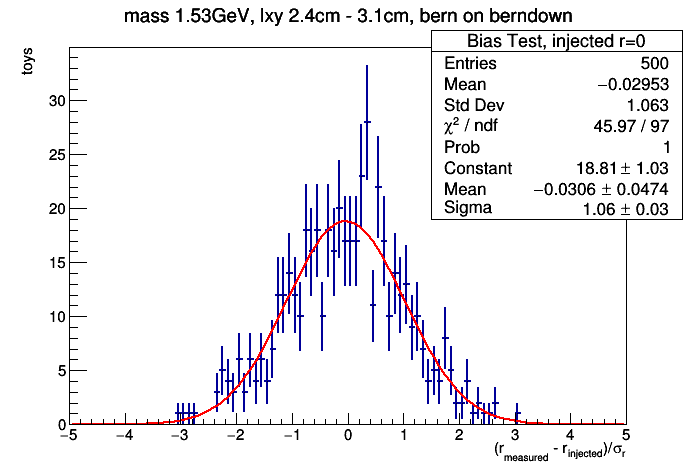 mass 1.53GeV, lxy 2.4cm - 3.1cm, bern on berndown
Bias Test, injected r=0
Entries 500
Mean −0.02953
Std Dev 1.063
χ² / ndf 45.97 / 97
Prob 1
Constant 18.81 ± 1.03
Mean −0.0306 ± 0.0474
Sigma 1.06 ± 0.03
toys
30
25
20
15
10
5
0
−5 −4 −3 −2 −1 0 1 2 3 4 5
(r_measured - r_injected)/σ_r